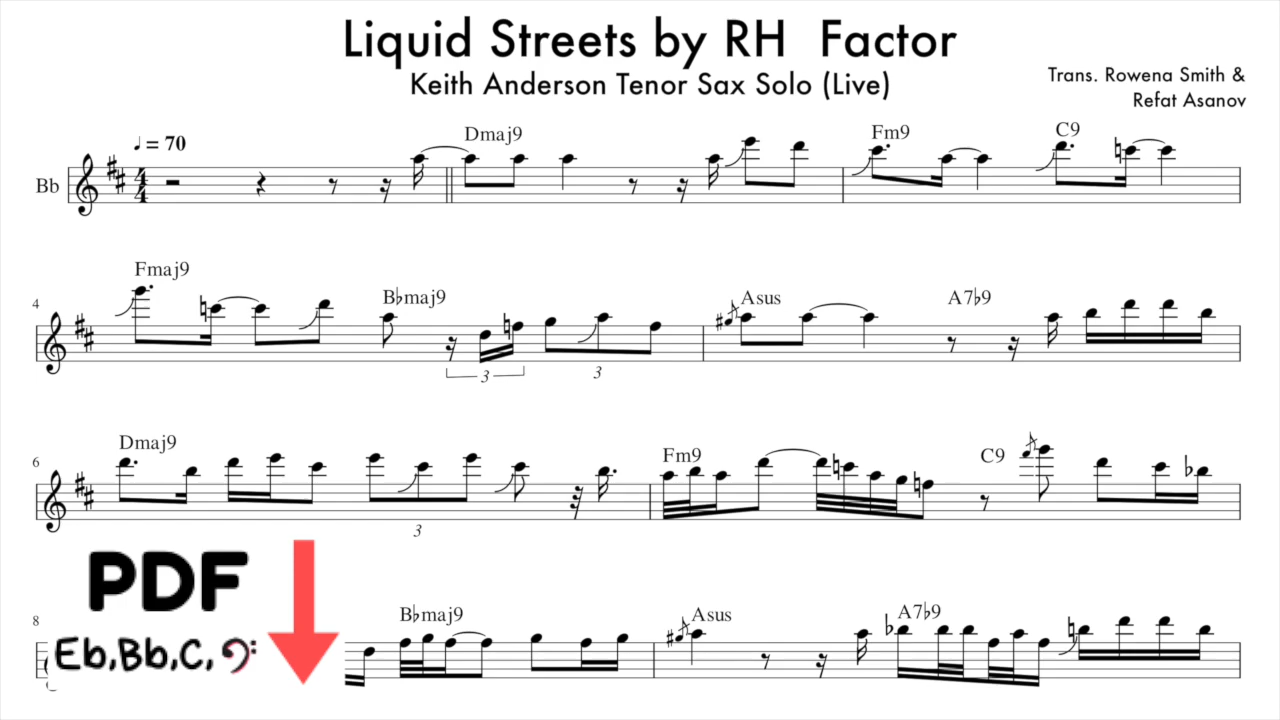 Liquid Streets by RH Factor
Keith Anderson Tenor Sax Solo (Live)
Trans. Rowena Smith &
Refat Asanov
♩ = 70
Dmaj9 Fm9 C9
Bb
4 Fmaj9 B♭maj9 Asus A7♭9
3 3
6 Dmaj9 Fm9 C9
3
PDF
Eb,Bb,C,𝄢
8 B♭maj9 Asus A7♭9